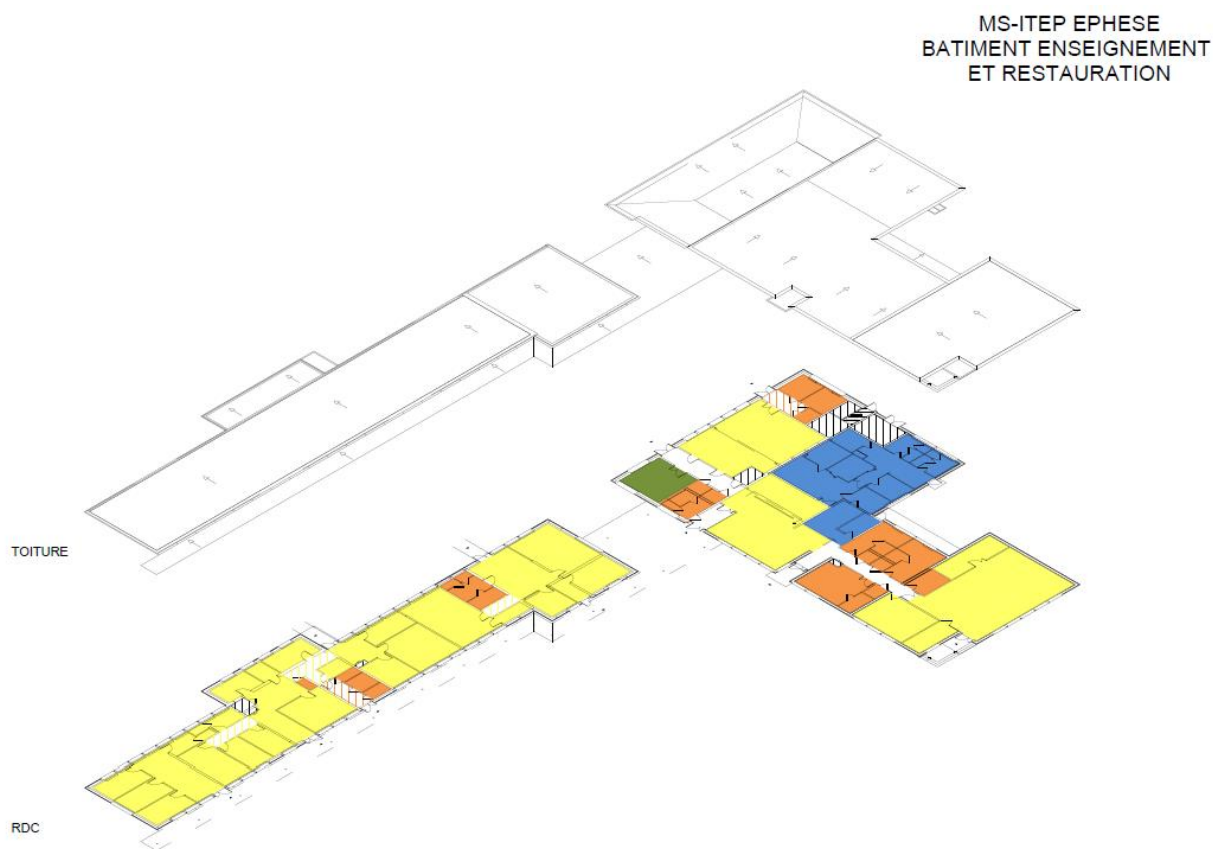 MS-ITEP EPHESE
BATIMENT ENSEIGNEMENT
ET RESTAURATION
TOITURE
RDC